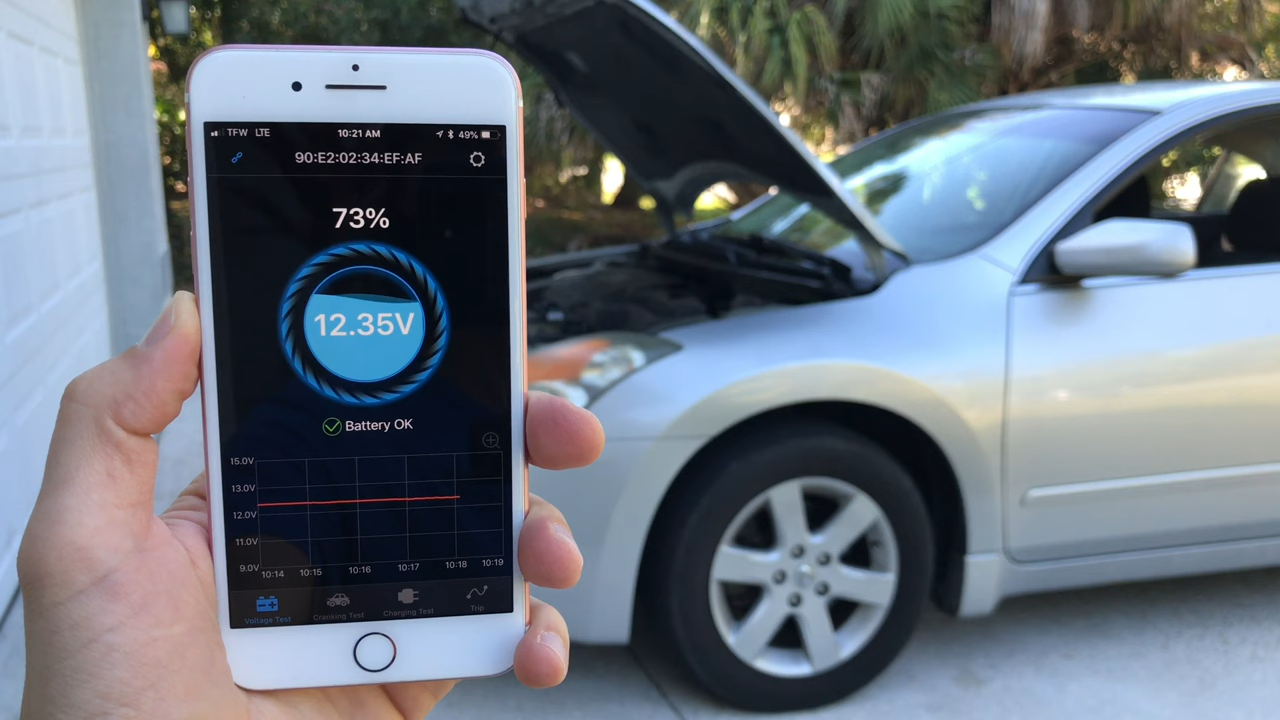 TFW LTE 10:21 AM 49%
90:E2:02:34:EF:AF
73%
12.35V
Battery OK
15.0V
13.0V
12.0V
11.0V
9.0V
10:14 10:15 10:16 10:17 10:18 10:19
Voltage Test Cranking Test Charging Test Trip